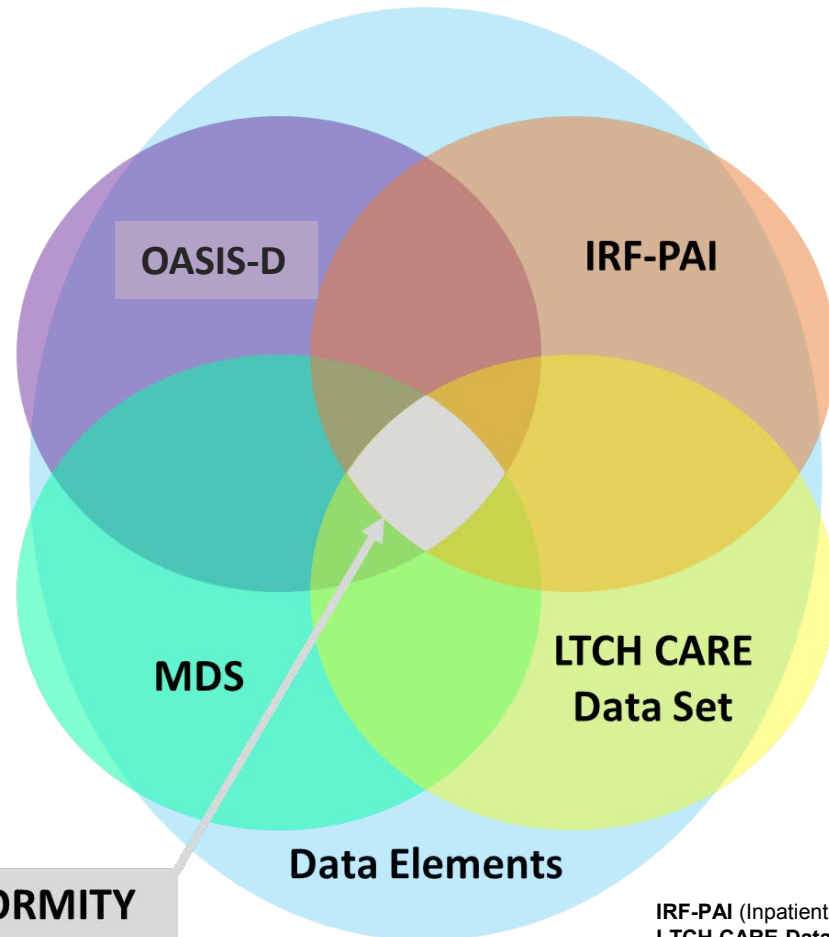 OASIS-D
IRF-PAI
MDS
LTCH CARE
Data Set
Data Elements
ORMITY
IRF-PAI (Inpatient
LTCH CARE Data